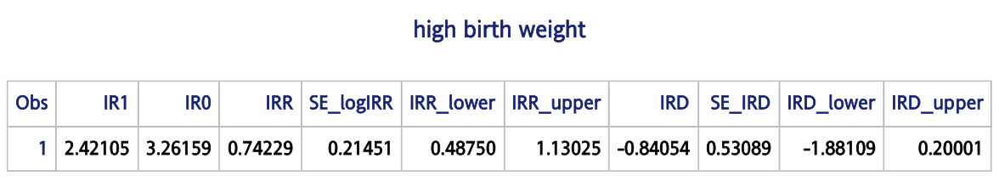 high birth weight
Obs IR1 IR0 IRR SE_logIRR IRR_lower IRR_upper IRD SE_IRD IRD_lower IRD_upper
1 2.42105 3.26159 0.74229 0.21451 0.48750 1.13025 -0.84054 0.53089 -1.88109 0.20001